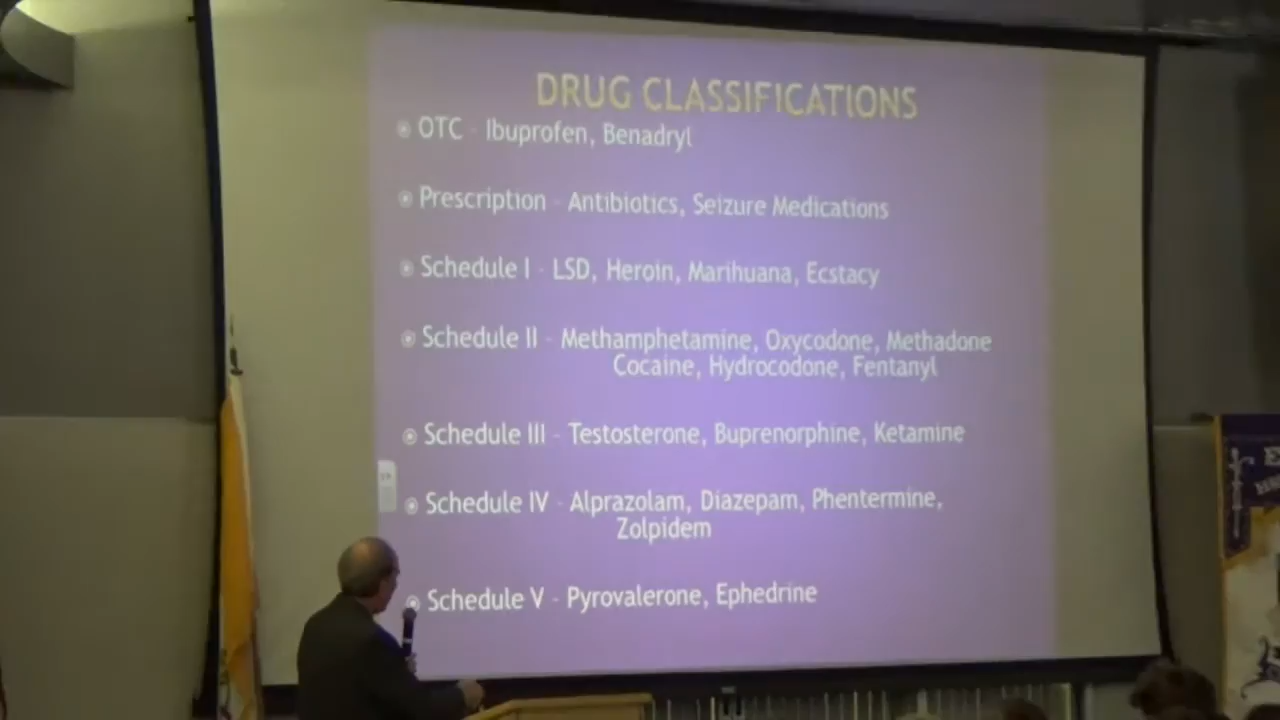 DRUG CLASSIFICATIONS
OTC - Ibuprofen, Benadryl
Prescription - Antibiotics, Seizure Medications
Schedule I - LSD, Heroin, Marihuana, Ecstacy
Schedule II - Methamphetamine, Oxycodone, Methadone
Cocaine, Hydrocodone, Fentanyl
Schedule III - Testosterone, Buprenorphine, Ketamine
Schedule IV - Alprazolam, Diazepam, Phentermine,
Zolpidem
Schedule V - Pyrovalerone, Ephedrine